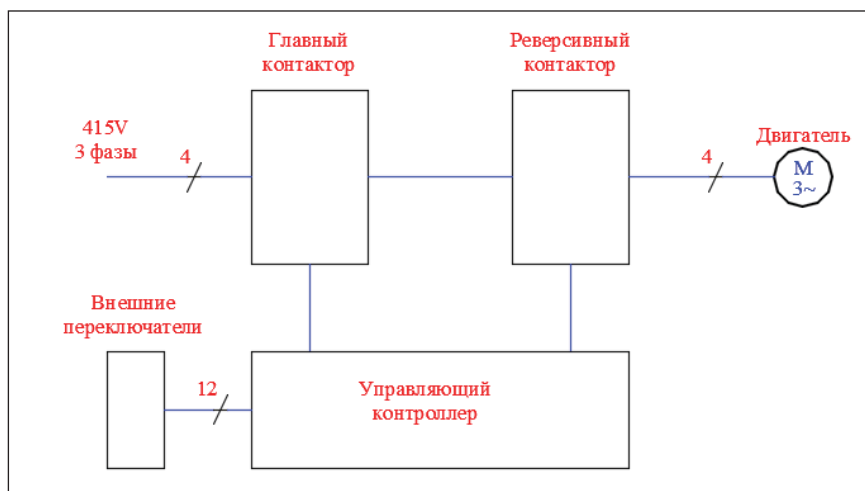 Главный
контактор
Реверсивный
контактор
415V
3 фазы
4
4
Двигатель
M
3~
Внешние
переключатели
12
Управляющий
контроллер